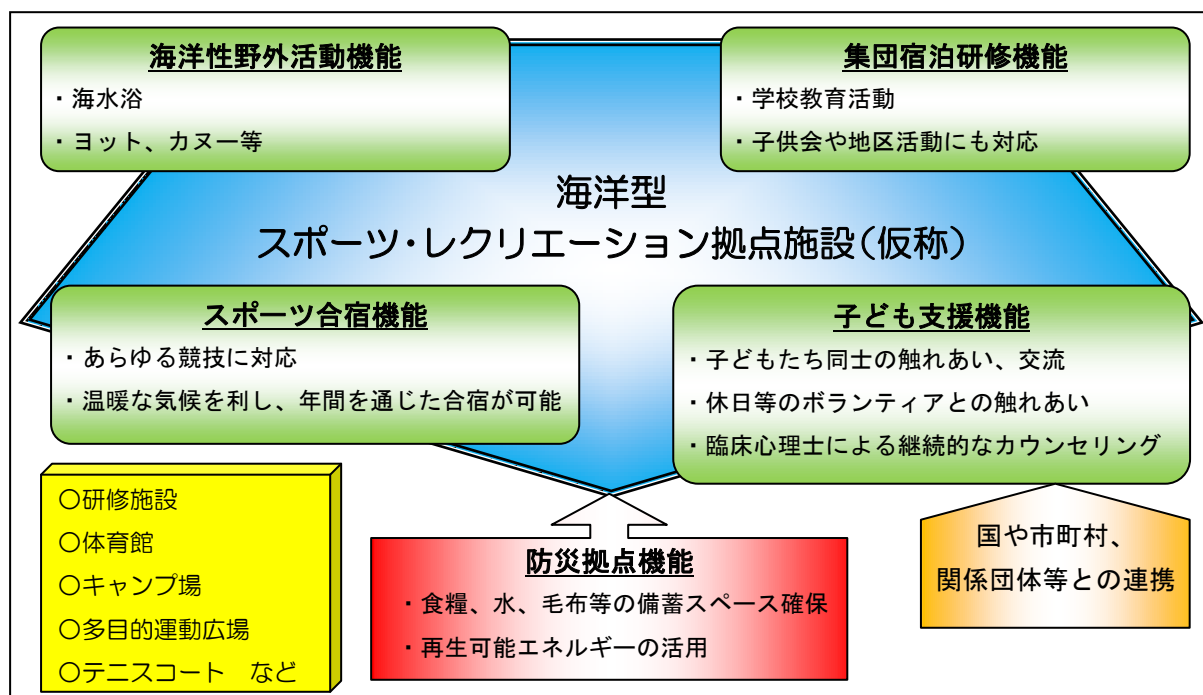 海洋性野外活動機能
・海水浴
・ヨット、カヌー等
集団宿泊研修機能
・学校教育活動
・子供会や地区活動にも対応
海洋型
スポーツ・レクリエーション拠点施設(仮称)
スポーツ合宿機能
・あらゆる競技に対応
・温暖な気候を利し、年間を通じた合宿が可能
子ども支援機能
・子どもたち同士の触れあい、交流
・休日等のボランティアとの触れあい
・臨床心理士による継続的なカウンセリング
〇研修施設
〇体育館
〇キャンプ場
〇多目的運動広場
〇テニスコート　など
防災拠点機能
・食糧、水、毛布等の備蓄スペース確保
・再生可能エネルギーの活用
国や市町村、
関係団体等との連携